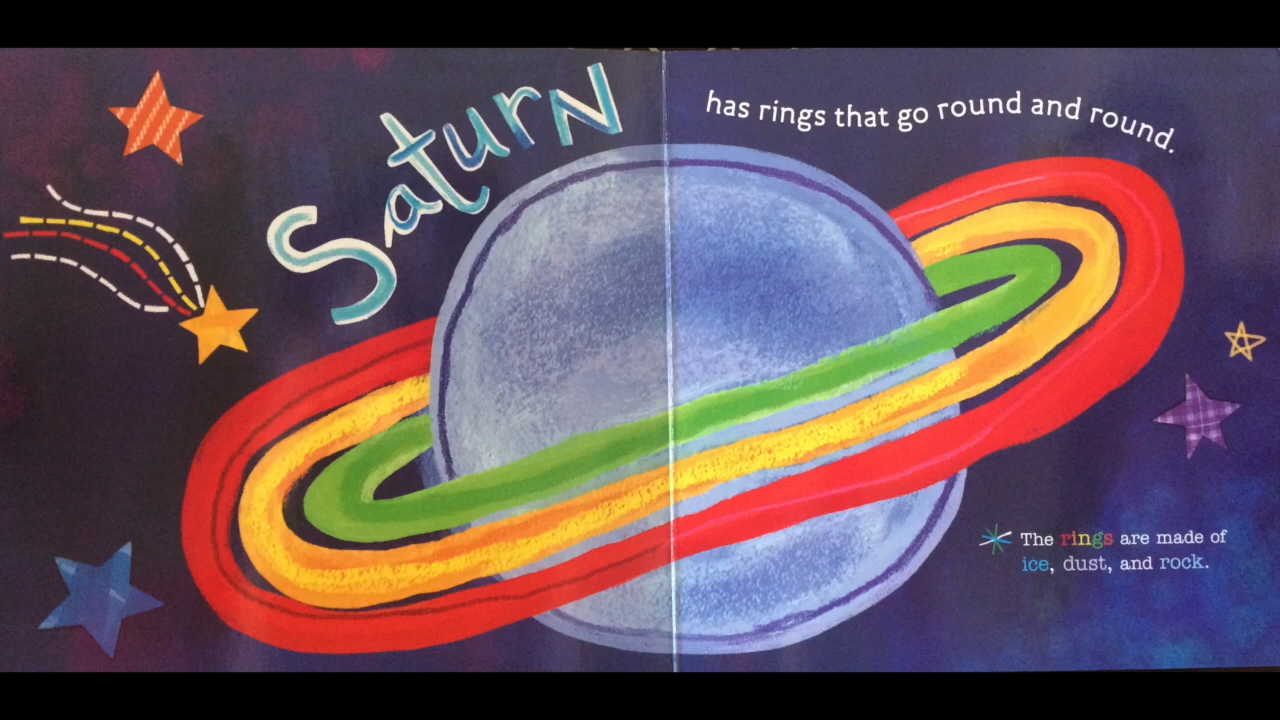 Saturn
has rings that go round and round.
The rings are made of
ice, dust, and rock.